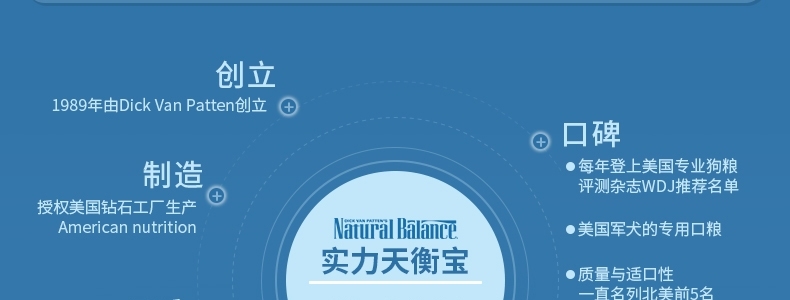 创立
1989年由Dick Van Patten创立
制造
授权美国钻石工厂生产
American nutrition
口碑
每年登上美国专业狗粮
评测杂志WDJ推荐名单
美国军犬的专用口粮
质量与适口性
一直名列北美前5名
DICK VAN PATTEN'S
Natural Balance
实力天衡宝